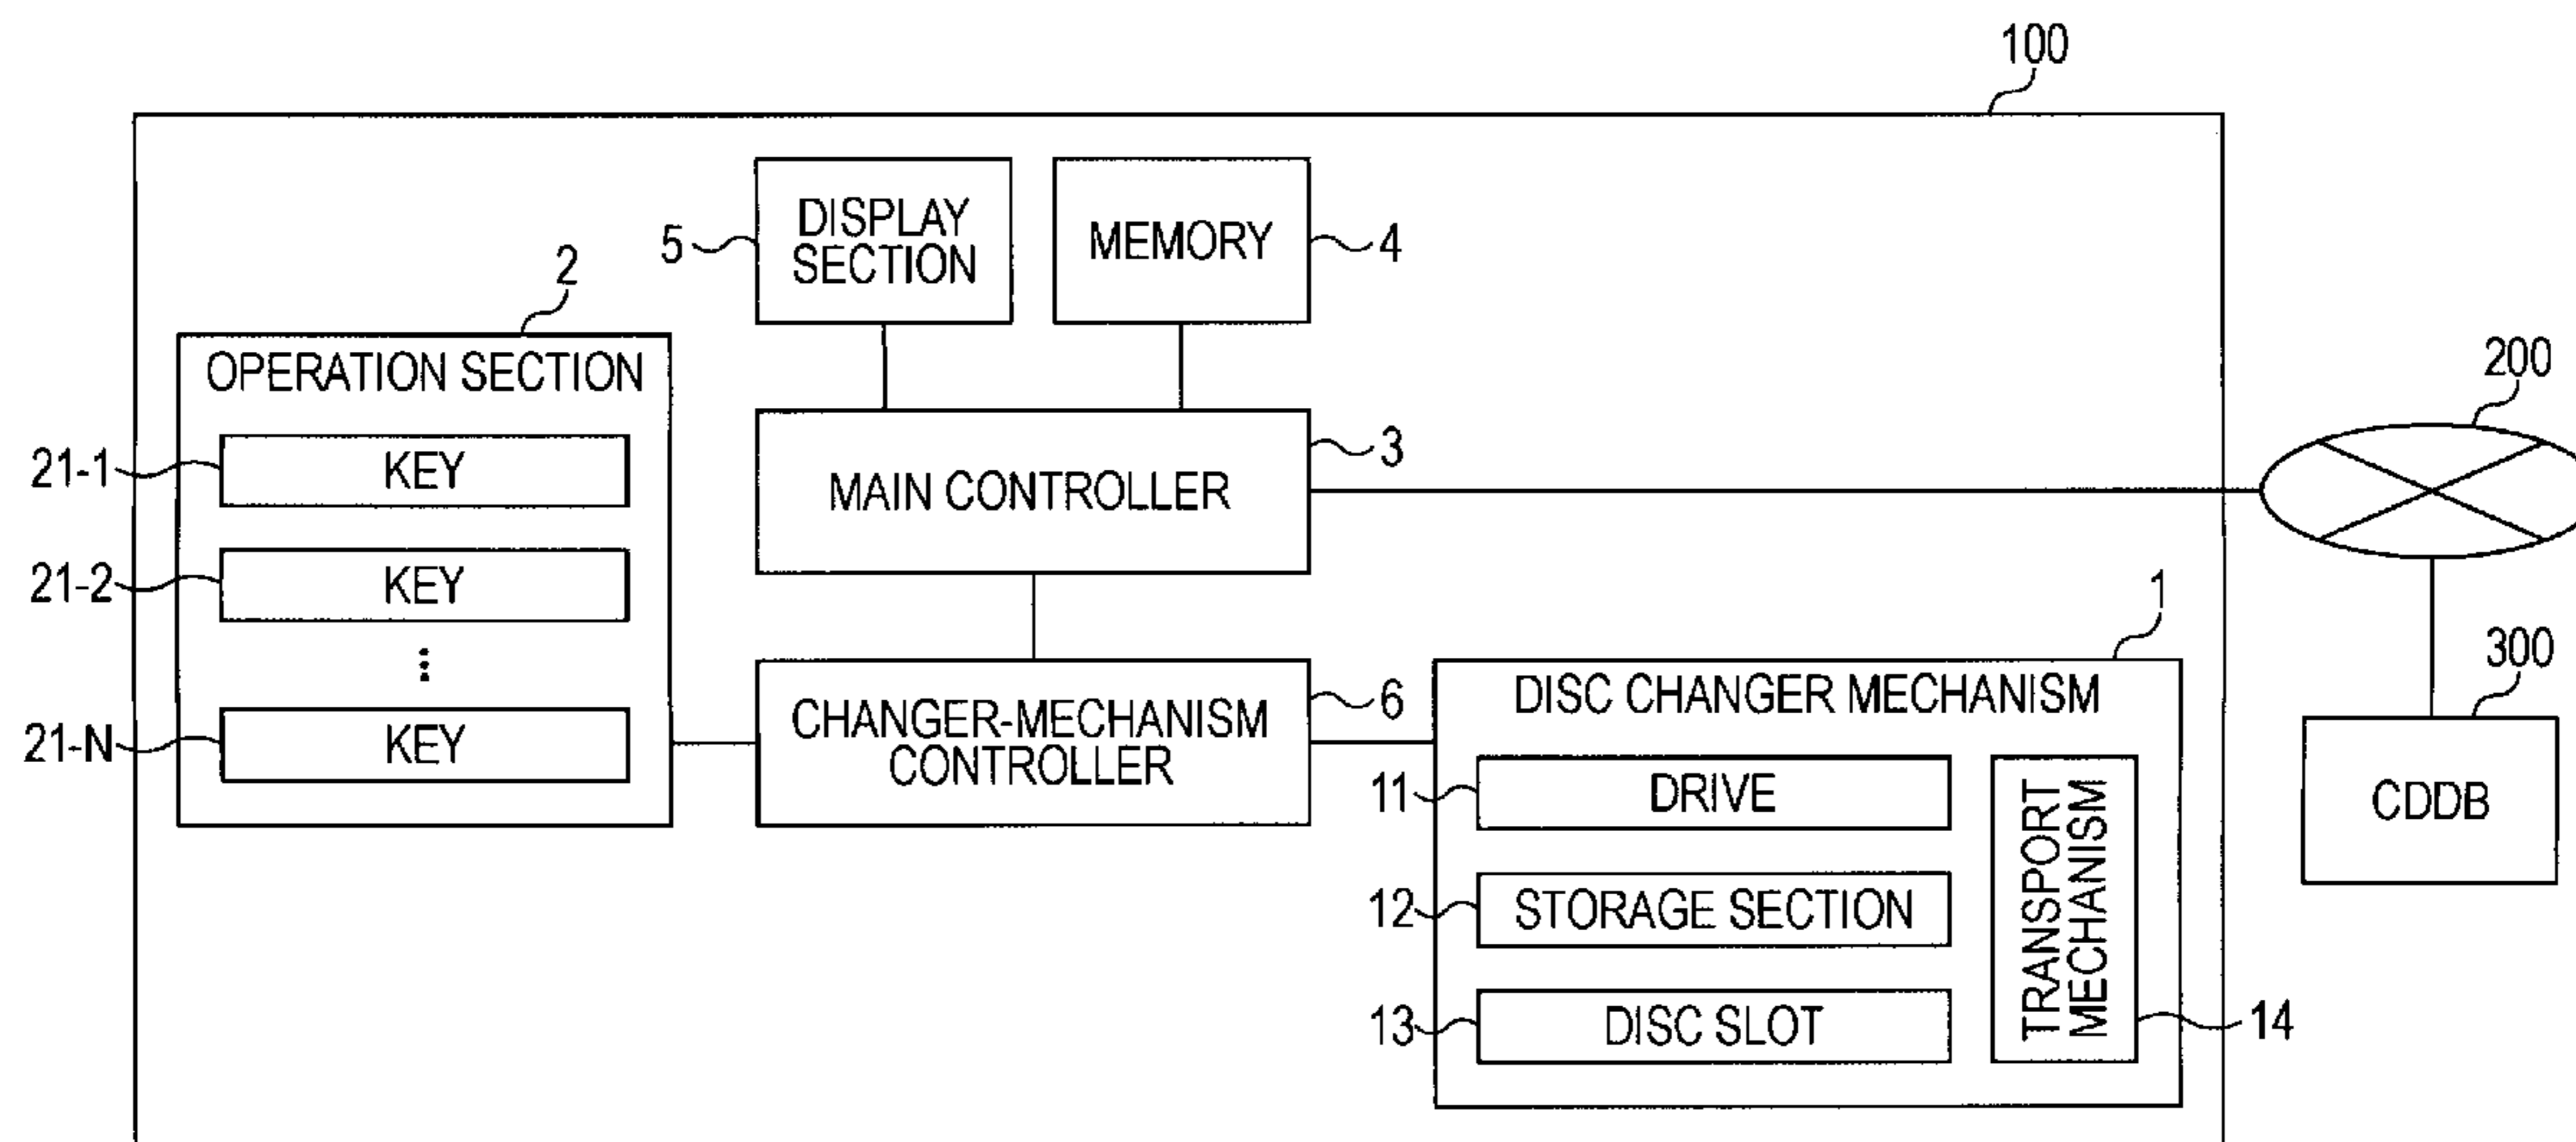 100
DISPLAY
SECTION
5
MEMORY
4
2
OPERATION SECTION
21-1
KEY
21-2
KEY
⋮
21-N
KEY
MAIN CONTROLLER
3
200
300
CDDB
CHANGER-MECHANISM
CONTROLLER
6
1
DISC CHANGER MECHANISM
11
DRIVE
12
STORAGE SECTION
13
DISC SLOT
TRANSPORT
MECHANISM
14